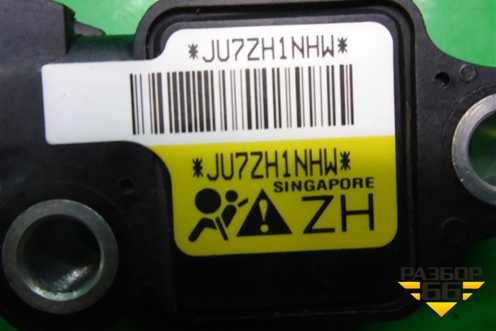 *JU7ZH1NHW*
*JU7ZH1NHW*
SINGAPORE
ZH
РАЗБОР
66